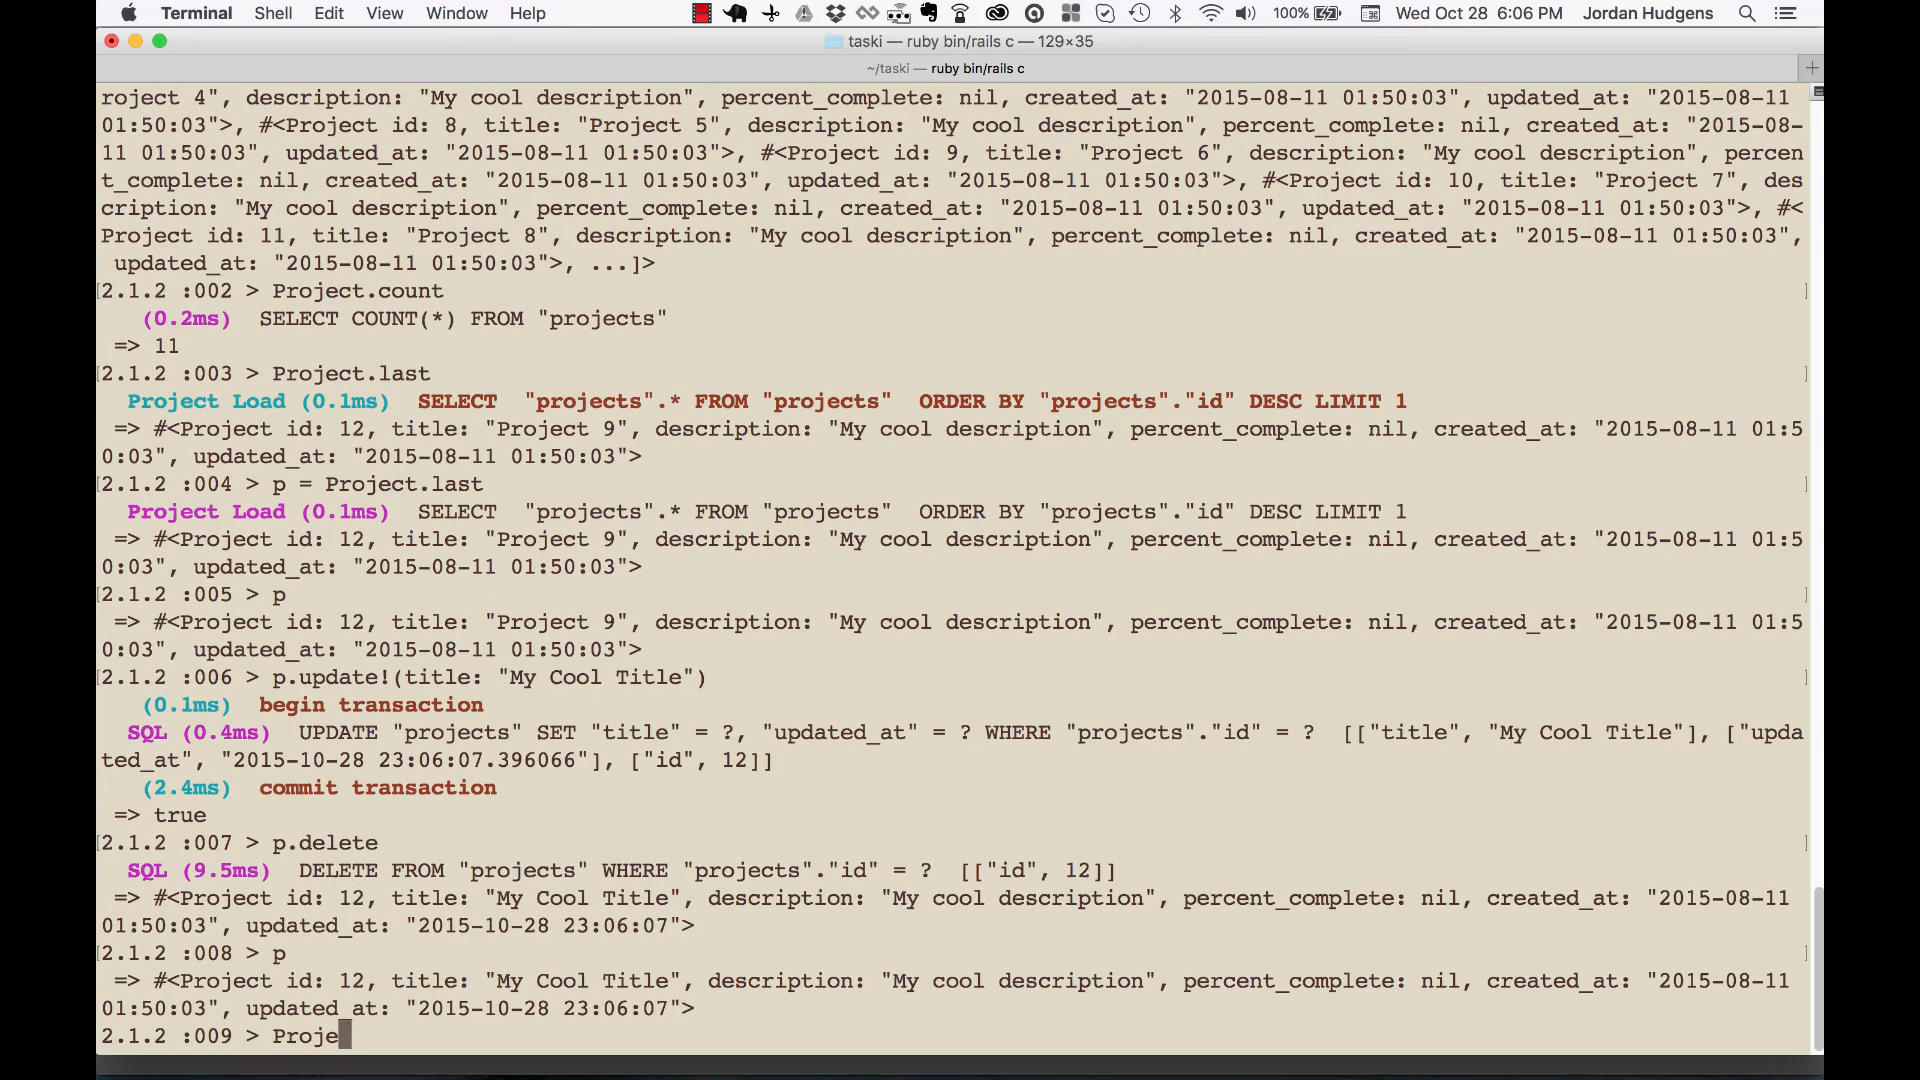 Terminal Shell Edit View Window Help 100% Wed Oct 28 6:06 PM Jordan Hudgens
taski — ruby bin/rails c — 129×35
~/taski — ruby bin/rails c
roject 4", description: "My cool description", percent_complete: nil, created_at: "2015-08-11 01:50:03", updated_at: "2015-08-11
01:50:03">, #<Project id: 8, title: "Project 5", description: "My cool description", percent_complete: nil, created_at: "2015-08-
11 01:50:03", updated_at: "2015-08-11 01:50:03">, #<Project id: 9, title: "Project 6", description: "My cool description", percen
t_complete: nil, created_at: "2015-08-11 01:50:03", updated_at: "2015-08-11 01:50:03">, #<Project id: 10, title: "Project 7", des
cription: "My cool description", percent_complete: nil, created_at: "2015-08-11 01:50:03", updated_at: "2015-08-11 01:50:03">, #<
Project id: 11, title: "Project 8", description: "My cool description", percent_complete: nil, created_at: "2015-08-11 01:50:03",
updated_at: "2015-08-11 01:50:03">, ...]>
[2.1.2 :002 > Project.count ]
(0.2ms) SELECT COUNT(*) FROM "projects"
=> 11
[2.1.2 :003 > Project.last ]
Project Load (0.1ms) SELECT "projects".* FROM "projects" ORDER BY "projects"."id" DESC LIMIT 1
=> #<Project id: 12, title: "Project 9", description: "My cool description", percent_complete: nil, created_at: "2015-08-11 01:5
0:03", updated_at: "2015-08-11 01:50:03">
[2.1.2 :004 > p = Project.last ]
Project Load (0.1ms) SELECT "projects".* FROM "projects" ORDER BY "projects"."id" DESC LIMIT 1
=> #<Project id: 12, title: "Project 9", description: "My cool description", percent_complete: nil, created_at: "2015-08-11 01:5
0:03", updated_at: "2015-08-11 01:50:03">
[2.1.2 :005 > p ]
=> #<Project id: 12, title: "Project 9", description: "My cool description", percent_complete: nil, created_at: "2015-08-11 01:5
0:03", updated_at: "2015-08-11 01:50:03">
[2.1.2 :006 > p.update!(title: "My Cool Title") ]
(0.1ms) begin transaction
SQL (0.4ms) UPDATE "projects" SET "title" = ?, "updated_at" = ? WHERE "projects"."id" = ? [["title", "My Cool Title"], ["upda
ted_at", "2015-10-28 23:06:07.396066"], ["id", 12]]
(2.4ms) commit transaction
=> true
[2.1.2 :007 > p.delete ]
SQL (9.5ms) DELETE FROM "projects" WHERE "projects"."id" = ? [["id", 12]]
=> #<Project id: 12, title: "My Cool Title", description: "My cool description", percent_complete: nil, created_at: "2015-08-11
01:50:03", updated_at: "2015-10-28 23:06:07">
[2.1.2 :008 > p ]
=> #<Project id: 12, title: "My Cool Title", description: "My cool description", percent_complete: nil, created_at: "2015-08-11
01:50:03", updated_at: "2015-10-28 23:06:07">
2.1.2 :009 > Proje